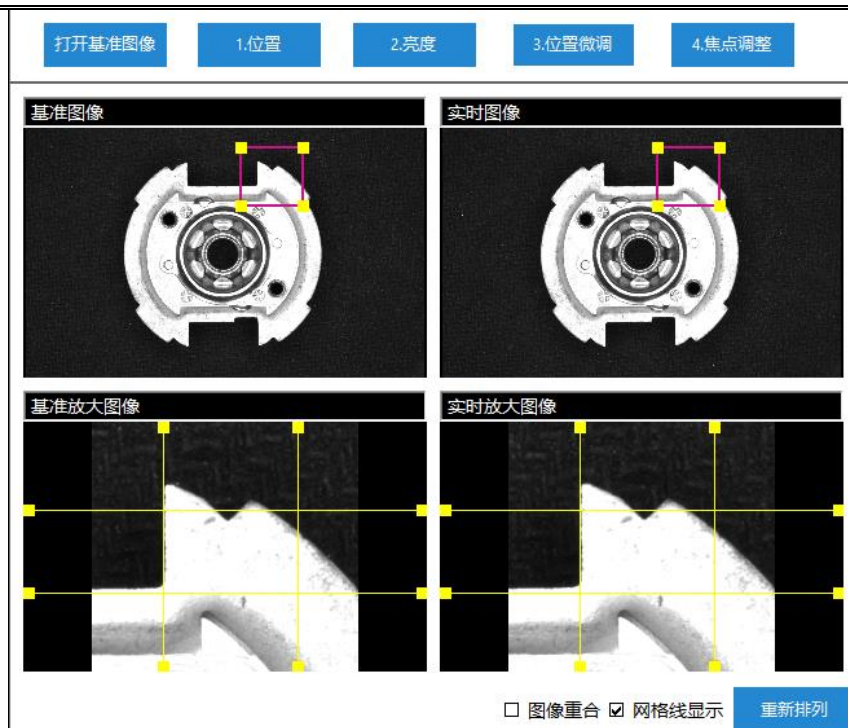 打开基准图像 1.位置 2.亮度 3.位置微调 4.焦点调整
基准图像 实时图像
基准放大图像 实时放大图像
图像重合 网格线显示 重新排列